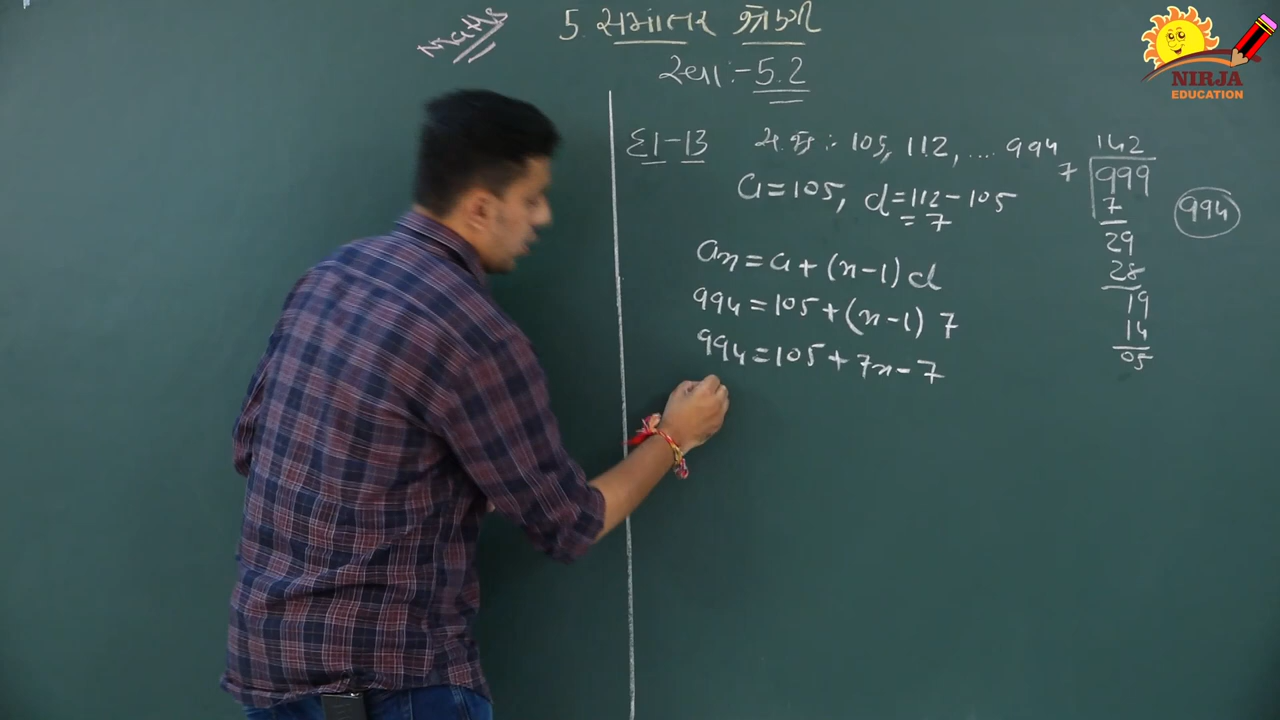 Maths
5. સમાંતર શ્રેણી
સ્વા :- 5.2
દા-13 સ.શ્રે :- 105, 112, .... 994
a = 105, d = 112 - 105
= 7
an = a + (n-1) d
994 = 105 + (n-1) 7
994 = 105 + 7n - 7
142
7 999
7
29
28
19
14
05
994
NIRJA
EDUCATION